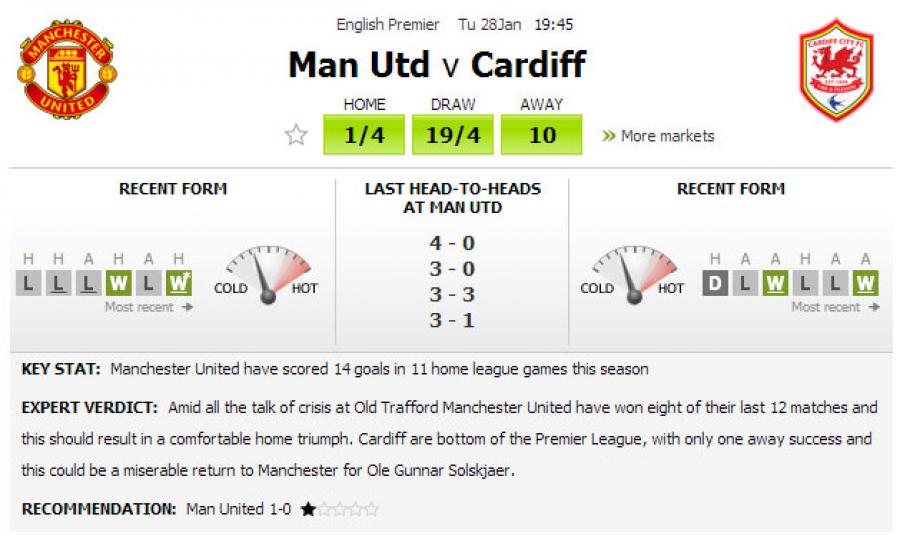 English Premier Tu 28Jan 19:45
MANCHESTER
UNITED
CARDIFF CITY FC
Man Utd v Cardiff
HOME DRAW AWAY
1/4 19/4 10 » More markets
RECENT FORM
H H A H A H
L L L W L W*
COLD HOT
Most recent →
LAST HEAD-TO-HEADS
AT MAN UTD
4 - 0
3 - 0
3 - 3
3 - 1
RECENT FORM
COLD HOT
H A A H A A
D L W L L W
Most recent →
KEY STAT: Manchester United have scored 14 goals in 11 home league games this season
EXPERT VERDICT: Amid all the talk of crisis at Old Trafford Manchester United have won eight of their last 12 matches and
this should result in a comfortable home triumph. Cardiff are bottom of the Premier League, with only one away success and
this could be a miserable return to Manchester for Ole Gunnar Solskjaer.
RECOMMENDATION: Man United 1-0